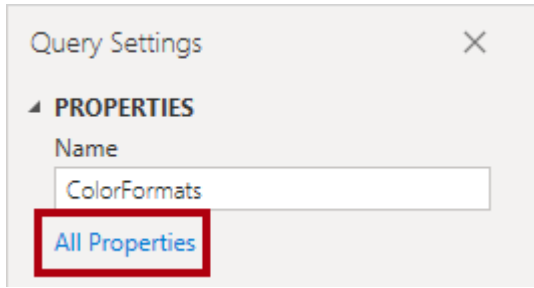 Query Settings
PROPERTIES
Name
ColorFormats
All Properties